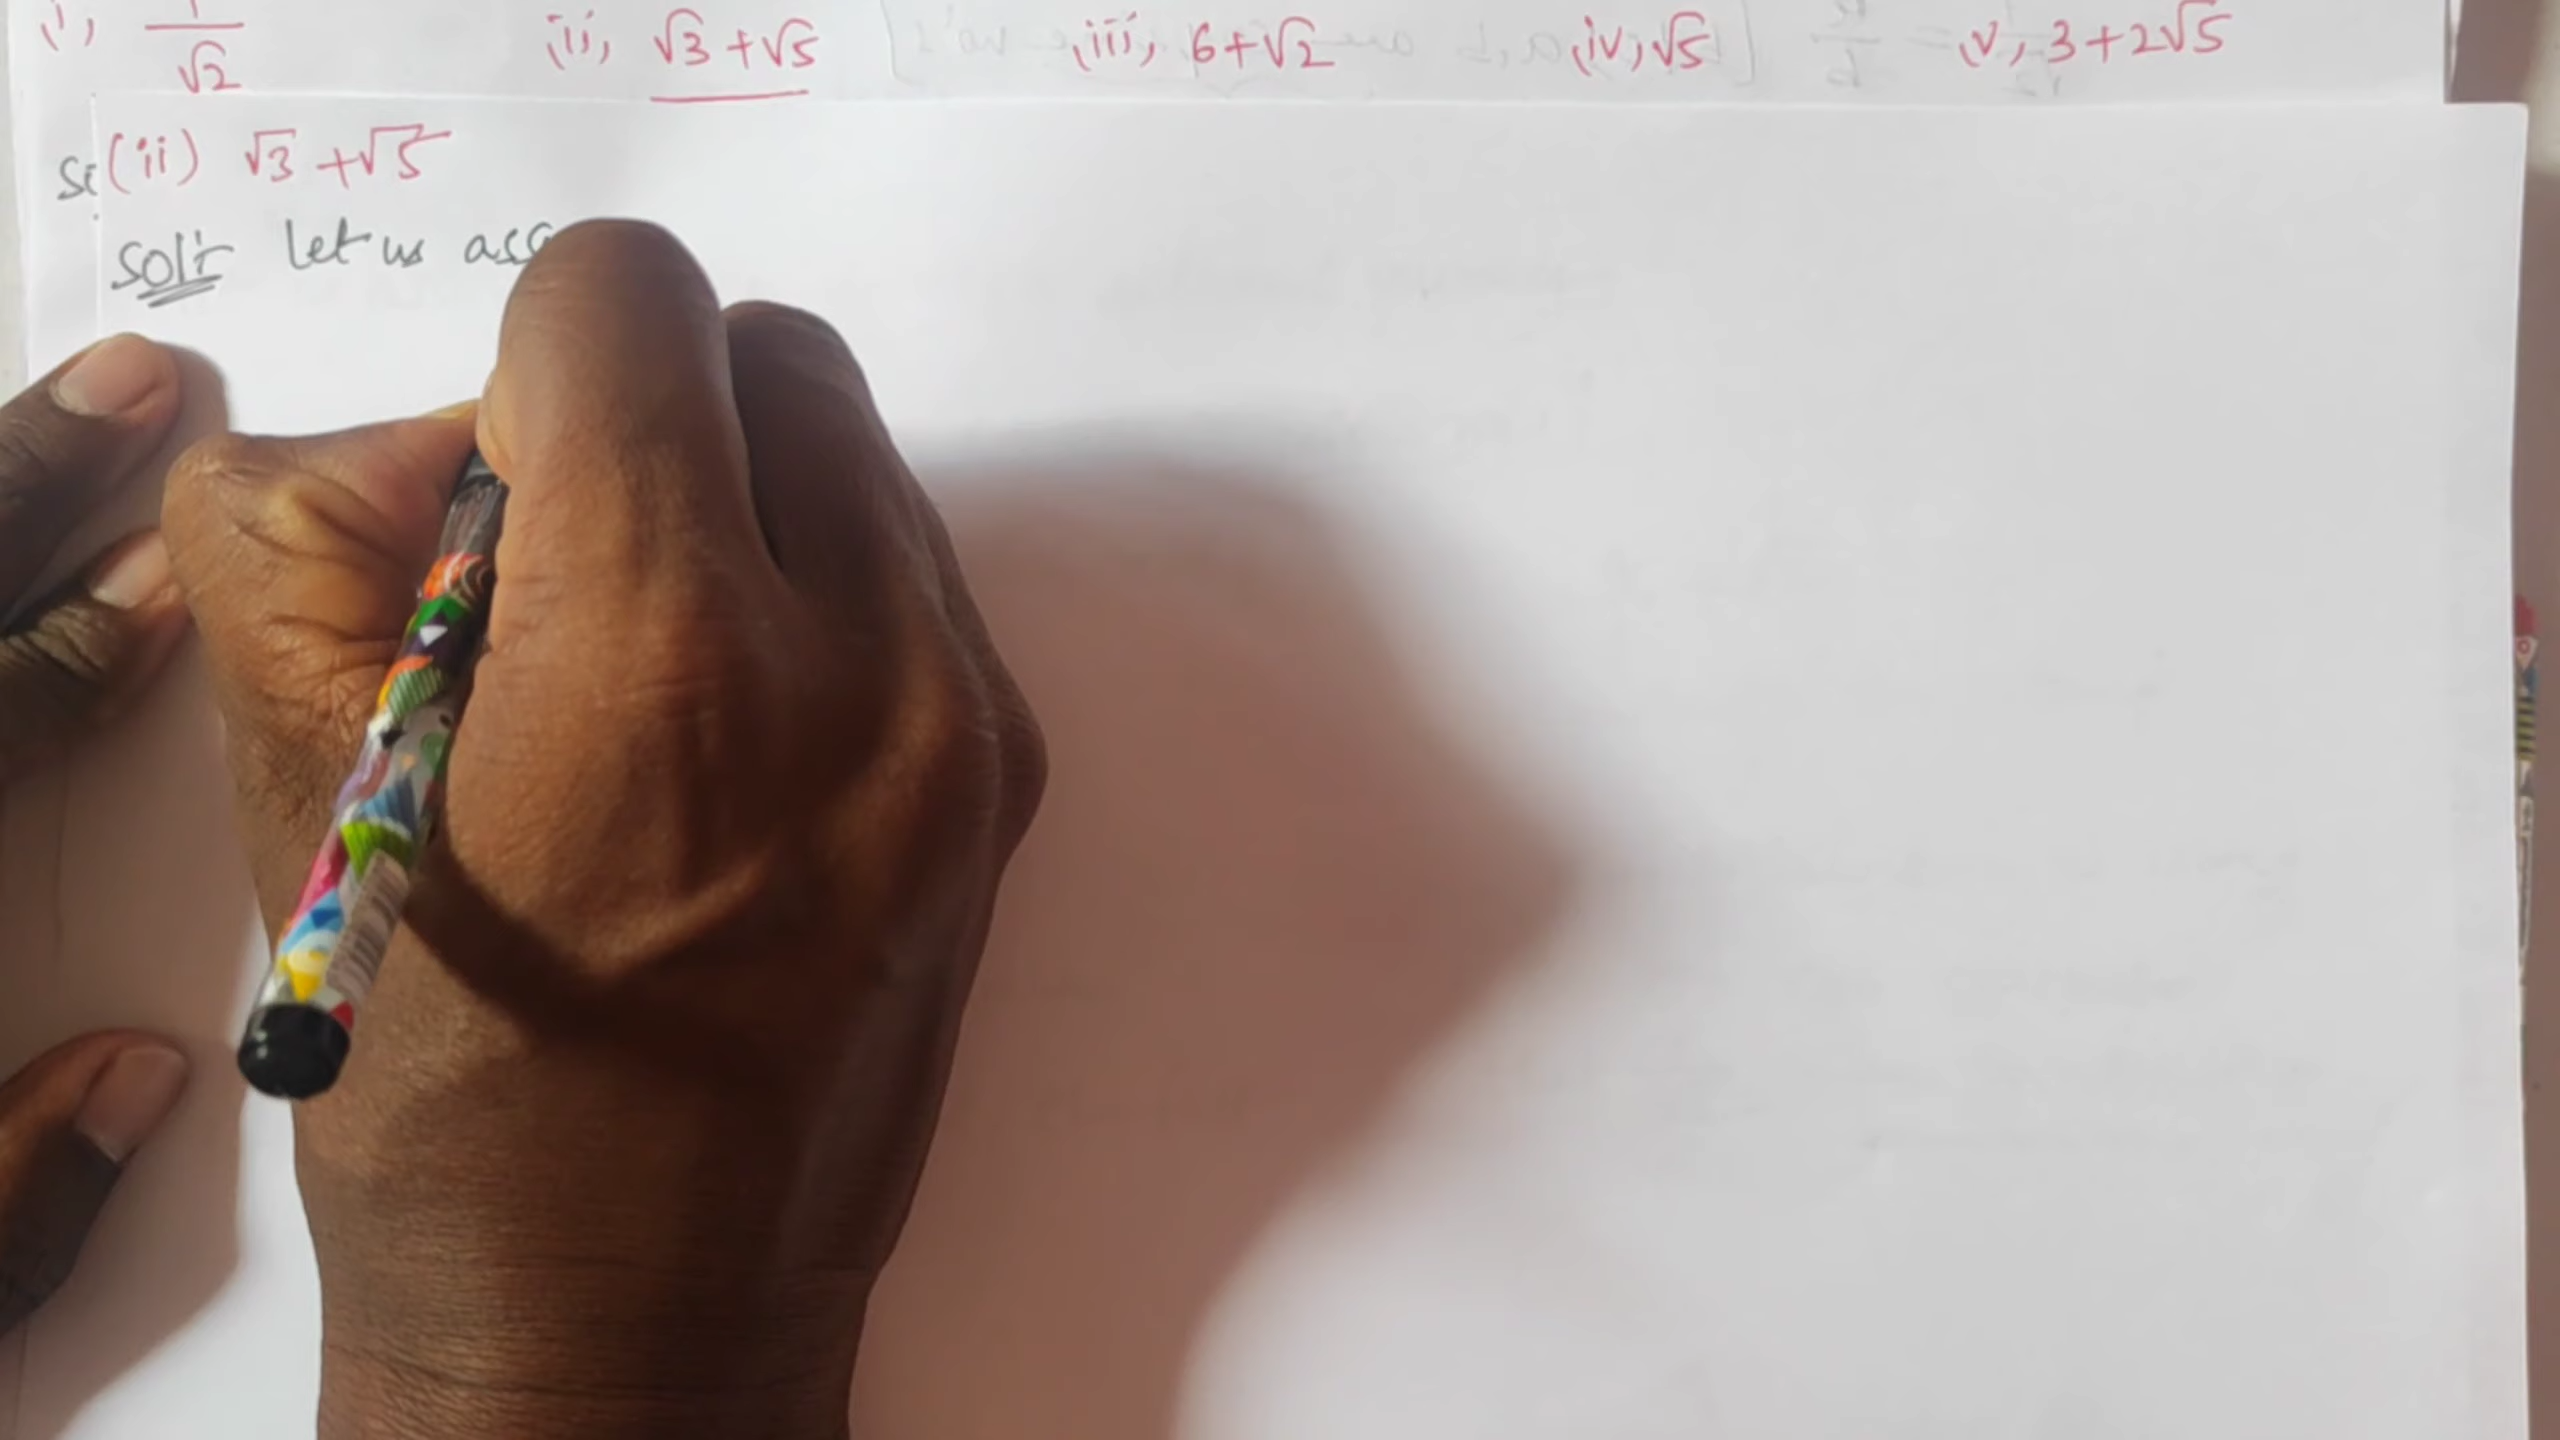 (i), 1/√2 (ii), √3+√5 (iii), 6+√2 (iv), √5 (v), 3+2√5
(ii) √3+√5
Sol:- let us ass